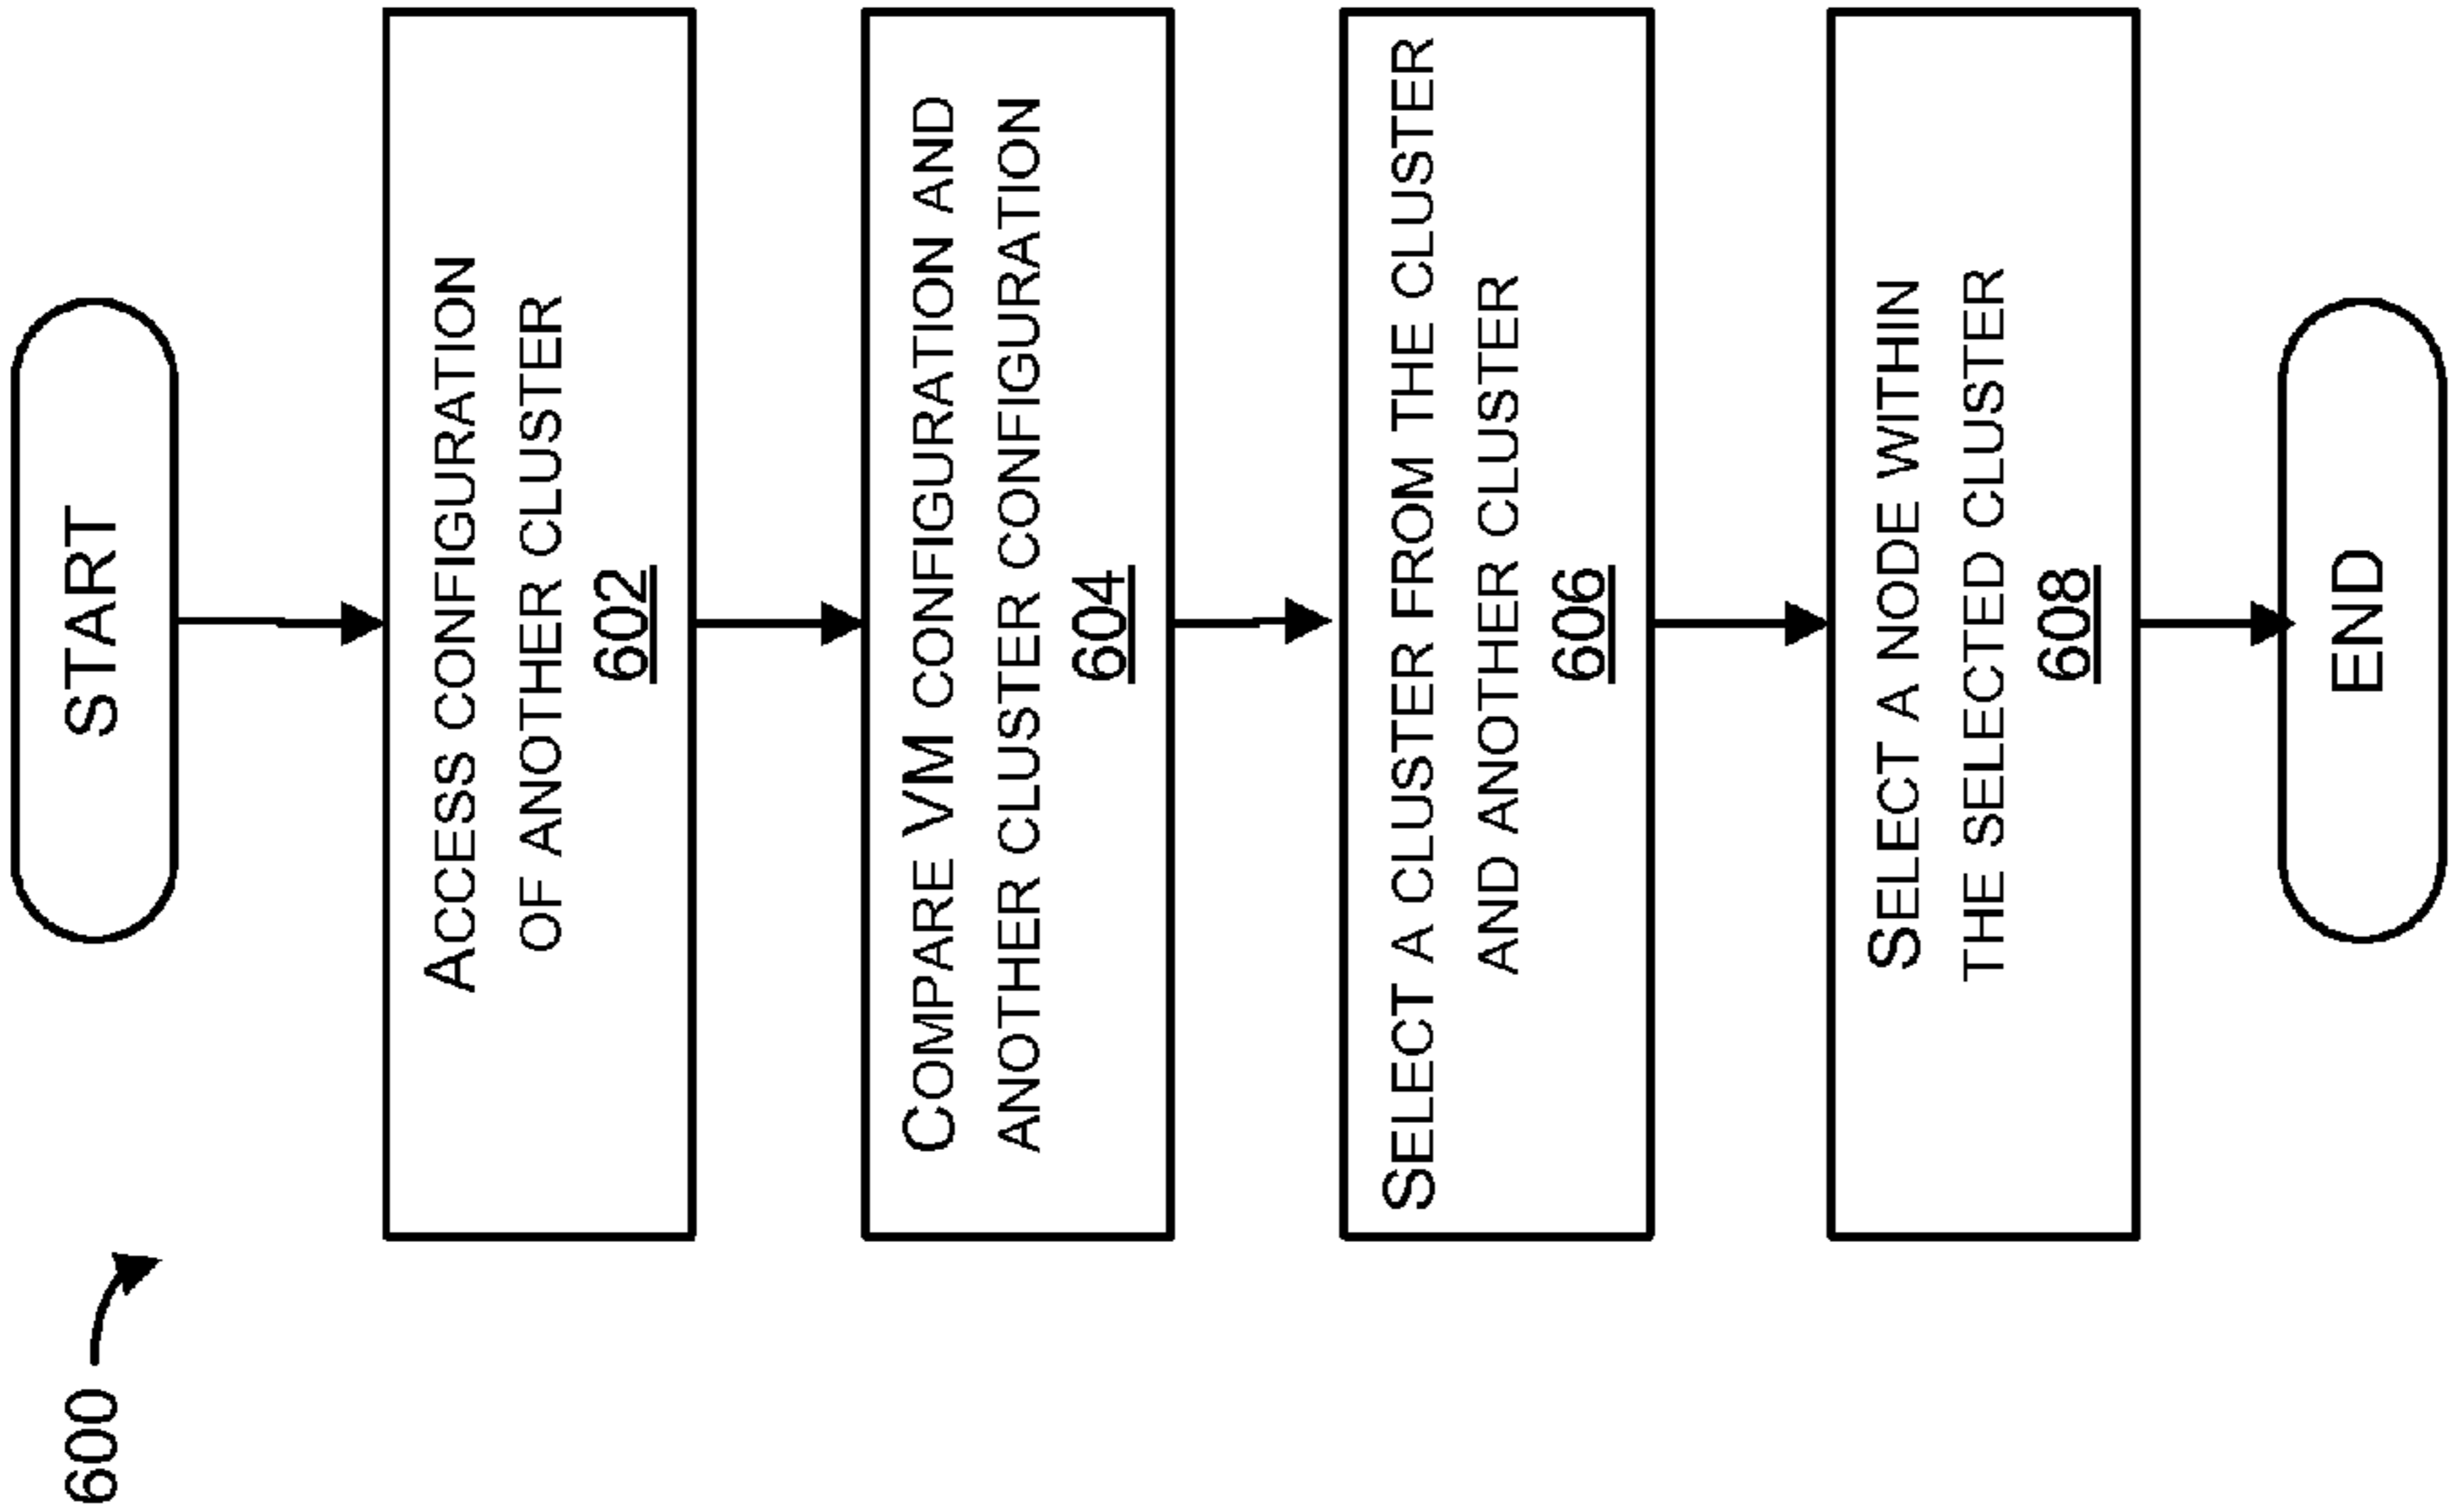 600
START
ACCESS CONFIGURATION
OF ANOTHER CLUSTER
602
COMPARE VM CONFIGURATION AND
ANOTHER CLUSTER CONFIGURATION
604
SELECT A CLUSTER FROM THE CLUSTER
AND ANOTHER CLUSTER
606
SELECT A NODE WITHIN
THE SELECTED CLUSTER
608
END